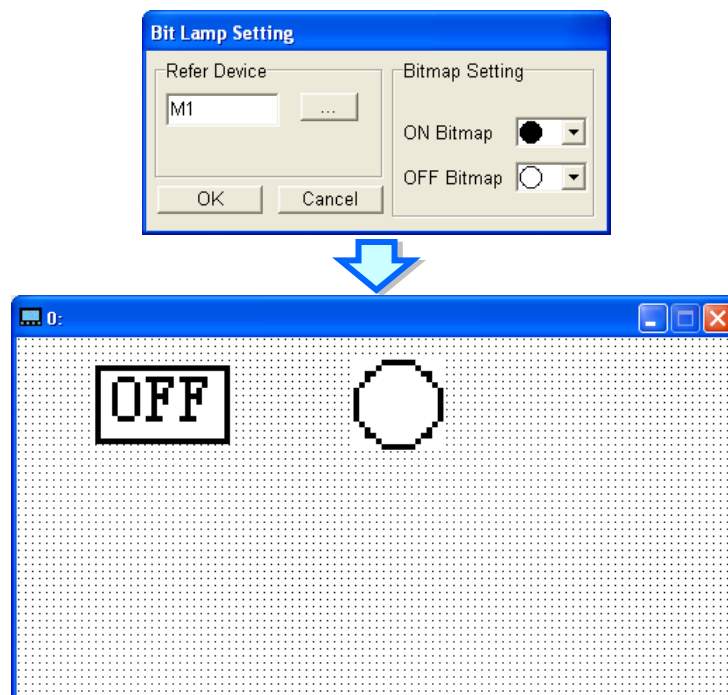 Bit Lamp Setting
Refer Device
M1
...
OK
Cancel
Bitmap Setting
ON Bitmap
OFF Bitmap
0:
OFF